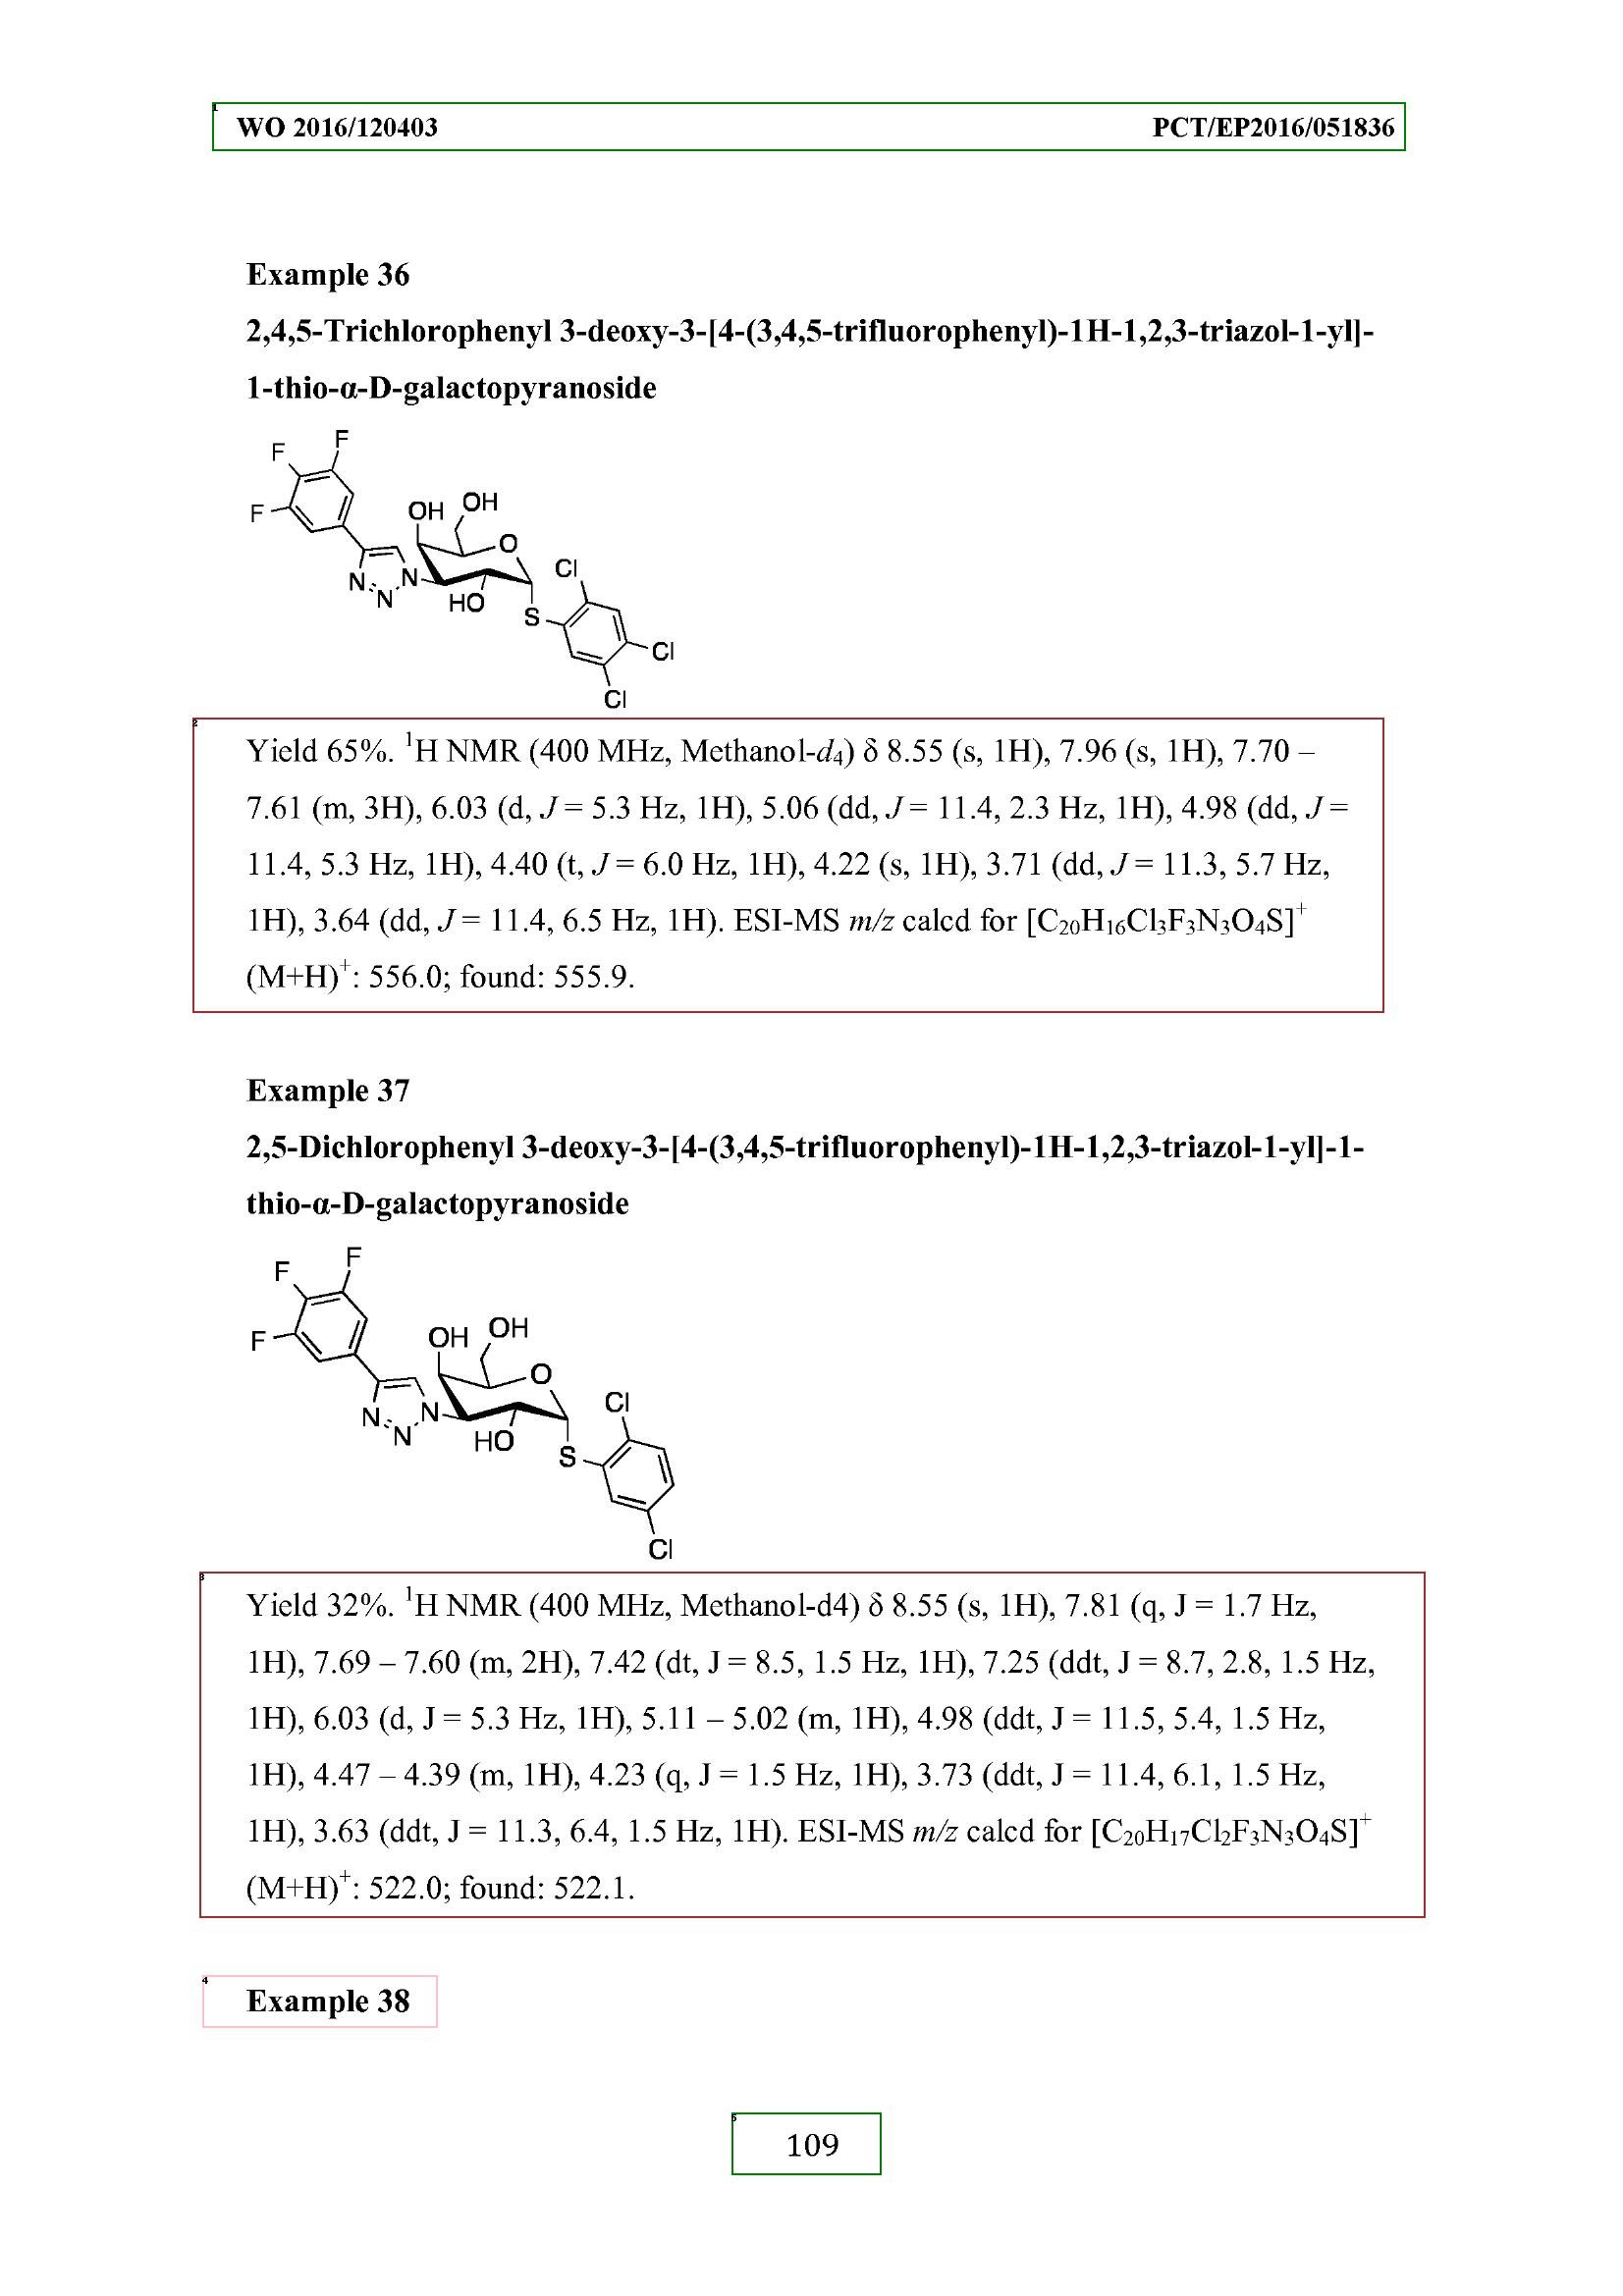 WO 2016/120403 PCT/EP2016/051836
Example 36
2,4,5-Trichlorophenyl 3-deoxy-3-[4-(3,4,5-trifluorophenyl)-1H-1,2,3-triazol-1-yl]-
1-thio-α-D-galactopyranoside
F
F
F
OH
OH
O
N
N
N
HO
S
Cl
Cl
Cl
Yield 65%. ¹H NMR (400 MHz, Methanol-d₄) δ 8.55 (s, 1H), 7.96 (s, 1H), 7.70 –
7.61 (m, 3H), 6.03 (d, J = 5.3 Hz, 1H), 5.06 (dd, J = 11.4, 2.3 Hz, 1H), 4.98 (dd, J =
11.4, 5.3 Hz, 1H), 4.40 (t, J = 6.0 Hz, 1H), 4.22 (s, 1H), 3.71 (dd, J = 11.3, 5.7 Hz,
1H), 3.64 (dd, J = 11.4, 6.5 Hz, 1H). ESI-MS m/z calcd for [C₂₀H₁₆Cl₃F₃N₃O₄S]⁺
(M+H)⁺: 556.0; found: 555.9.
Example 37
2,5-Dichlorophenyl 3-deoxy-3-[4-(3,4,5-trifluorophenyl)-1H-1,2,3-triazol-1-yl]-1-
thio-α-D-galactopyranoside
F
F
F
OH
OH
O
N
N
N
HO
S
Cl
Cl
Yield 32%. ¹H NMR (400 MHz, Methanol-d4) δ 8.55 (s, 1H), 7.81 (q, J = 1.7 Hz,
1H), 7.69 – 7.60 (m, 2H), 7.42 (dt, J = 8.5, 1.5 Hz, 1H), 7.25 (ddt, J = 8.7, 2.8, 1.5 Hz,
1H), 6.03 (d, J = 5.3 Hz, 1H), 5.11 – 5.02 (m, 1H), 4.98 (ddt, J = 11.5, 5.4, 1.5 Hz,
1H), 4.47 – 4.39 (m, 1H), 4.23 (q, J = 1.5 Hz, 1H), 3.73 (ddt, J = 11.4, 6.1, 1.5 Hz,
1H), 3.63 (ddt, J = 11.3, 6.4, 1.5 Hz, 1H). ESI-MS m/z calcd for [C₂₀H₁₇Cl₂F₃N₃O₄S]⁺
(M+H)⁺: 522.0; found: 522.1.
4
Example 38
109